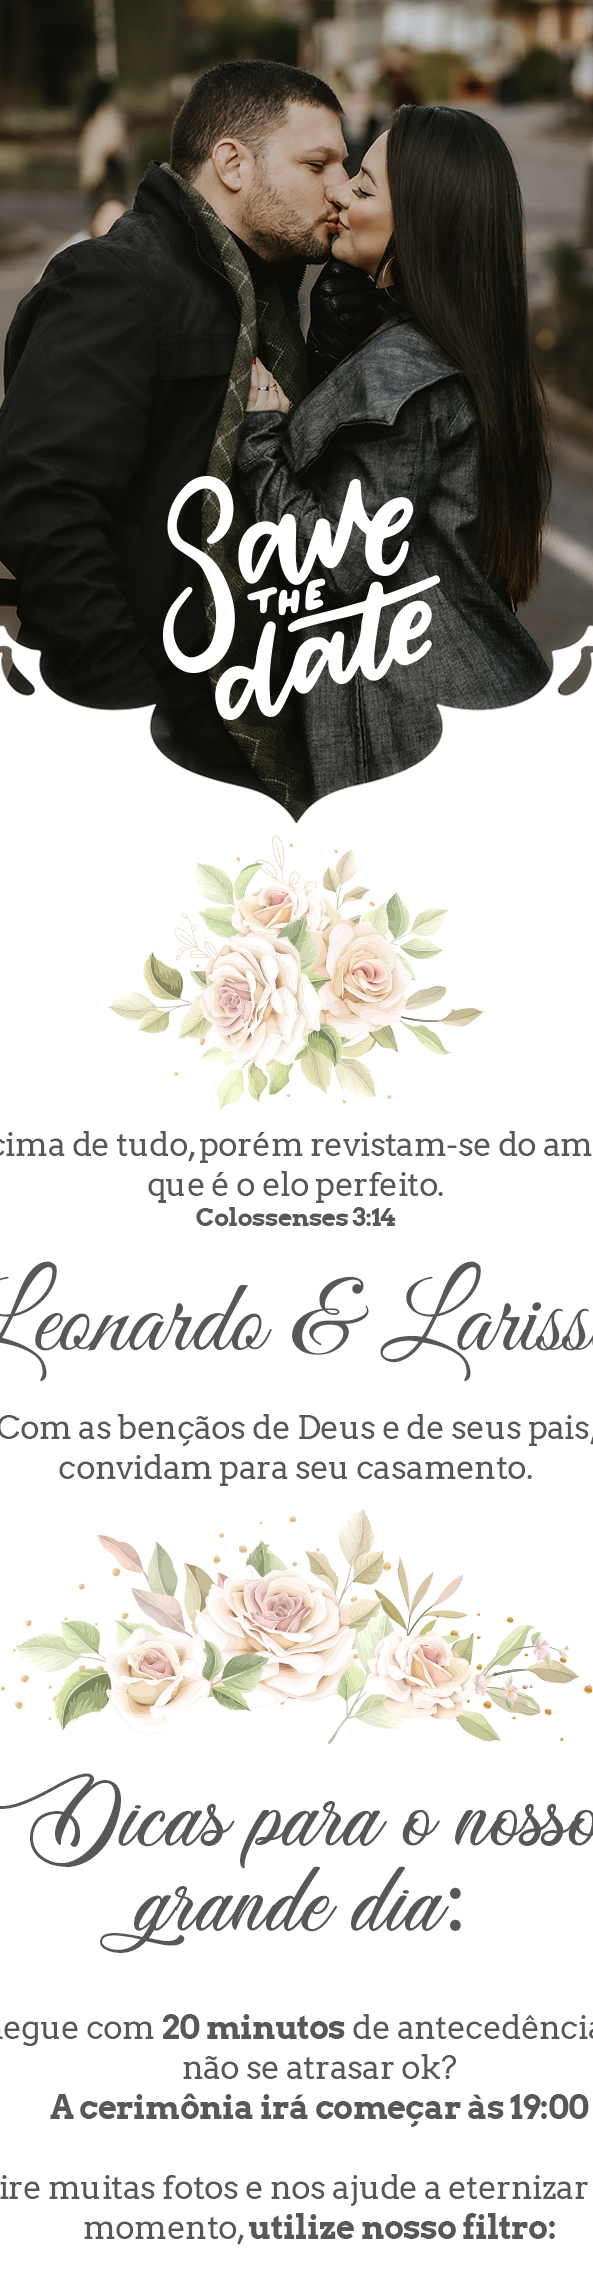 Save
THE
date
cima de tudo, porém revistam-se do am
que é o elo perfeito.
Colossenses 3:14
Leonardo & Lariss
Com as bençãos de Deus e de seus pais,
convidam para seu casamento.
Dicas para o nosso
grande dia:
egue com 20 minutos de antecedência
não se atrasar ok?
A cerimônia irá começar às 19:00
ire muitas fotos e nos ajude a eternizar
momento, utilize nosso filtro: